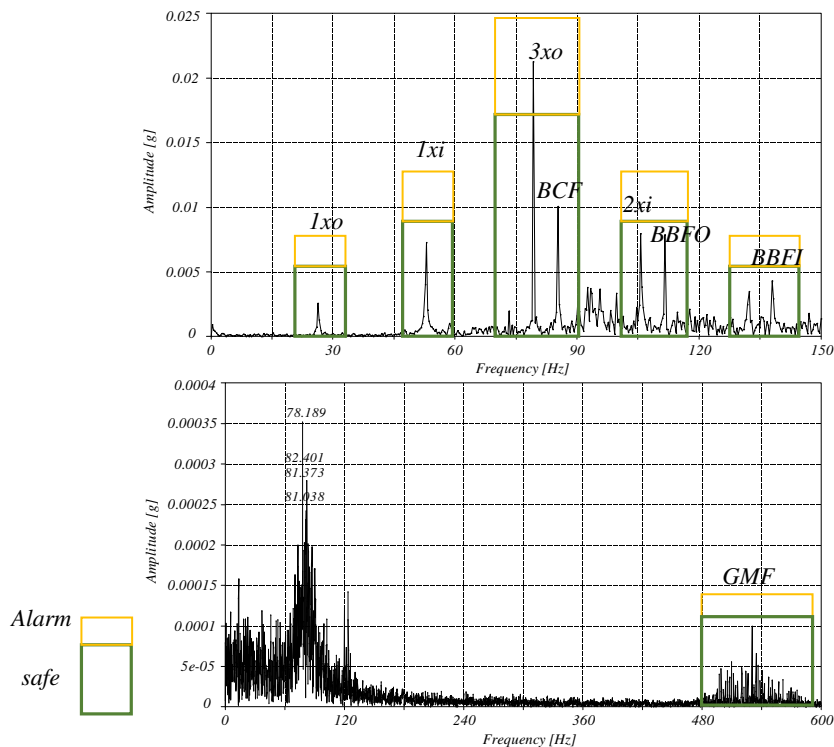 0.025
0.02
0.015
0.01
0.005
0
Amplitude [g]
3xo
1xi
BCF
1xo
2xi
BBFO
BBFI
0 30 60 90 120 150
Frequency [Hz]
0.0004
0.00035
0.0003
0.00025
0.0002
0.00015
0.0001
5e-05
0
Amplitude [g]
78.189
82.401
81.373
81.038
GMF
0 120 240 360 480 600
Frequency [Hz]
Alarm
safe